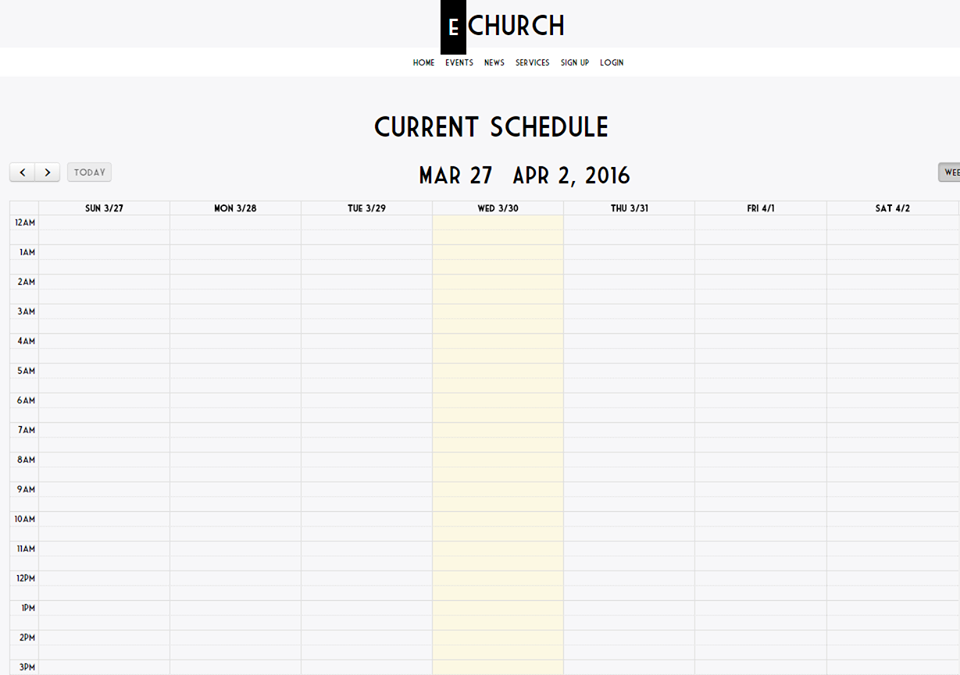 E CHURCH
HOME EVENTS NEWS SERVICES SIGN UP LOGIN
CURRENT SCHEDULE
TODAY MAR 27 APR 2, 2016
SUN 3/27 MON 3/28 TUE 3/29 WED 3/30 THU 3/31 FRI 4/1 SAT 4/2
12AM
1AM
2AM
3AM
4AM
5AM
6AM
7AM
8AM
9AM
10AM
11AM
12PM
1PM
2PM
3PM